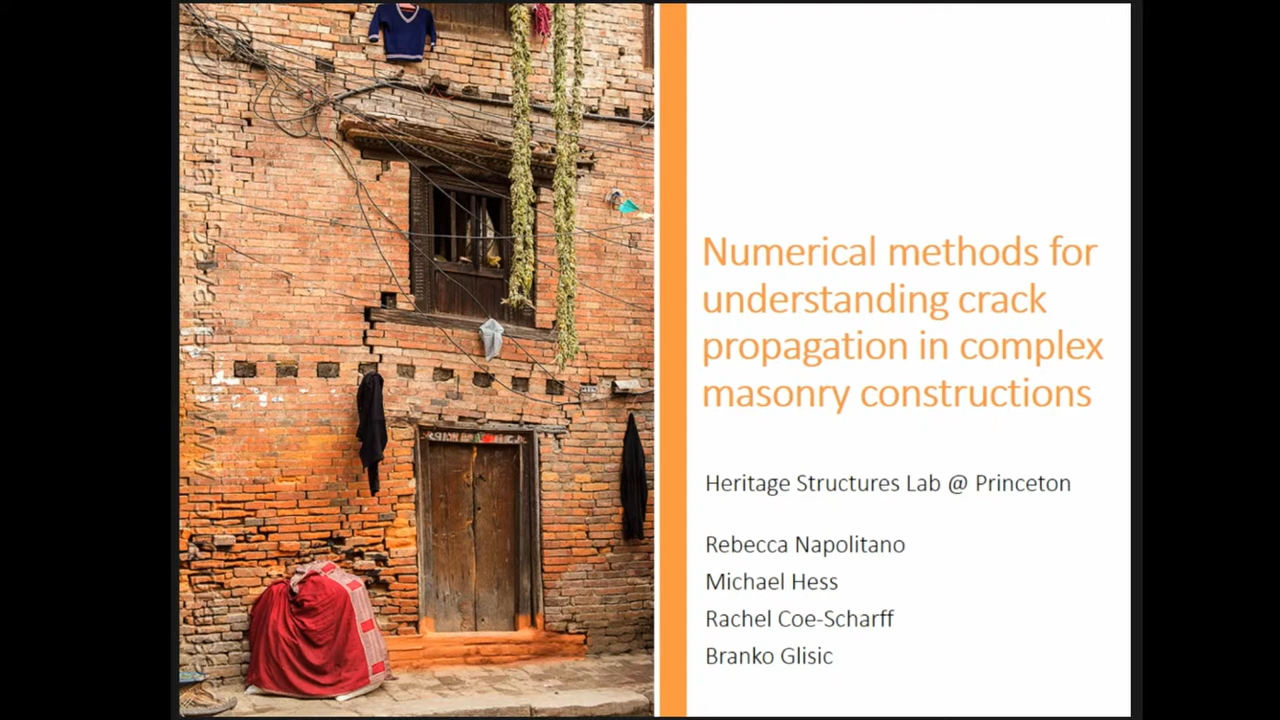 Numerical methods for
understanding crack
propagation in complex
masonry constructions
Heritage Structures Lab @ Princeton
Rebecca Napolitano
Michael Hess
Rachel Coe-Scharff
Branko Glisic